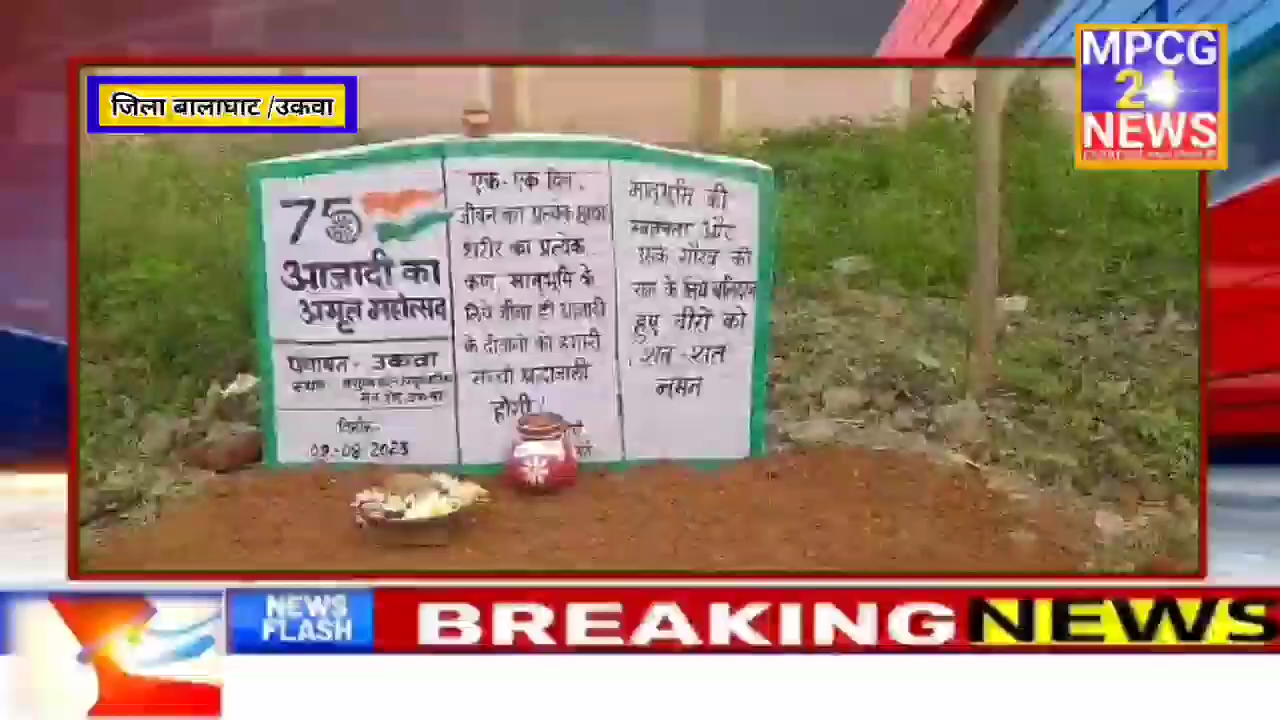 जिला बालाघाट /उकवा
MPCG
24
NEWS
75
आजादी का
अमृत महोत्सव
पंचायत- उकवा
दिनांक-
09-08 2023
एक-एक दिन,
जीवन का प्रत्येक
शरीर का प्रत्येक
कण, मातृभूमि के
लिये जीना ही आजादी
के दीवानो को हमारी
सच्ची श्रद्धांजली
होगी!
मातृभूमि की
स्वतंत्रता और
उसके गौरव की
रक्षा के लिये बलिदान
हुए वीरों को
शत-शत
नमन
NEWS
FLASH
BREAKING NEWS